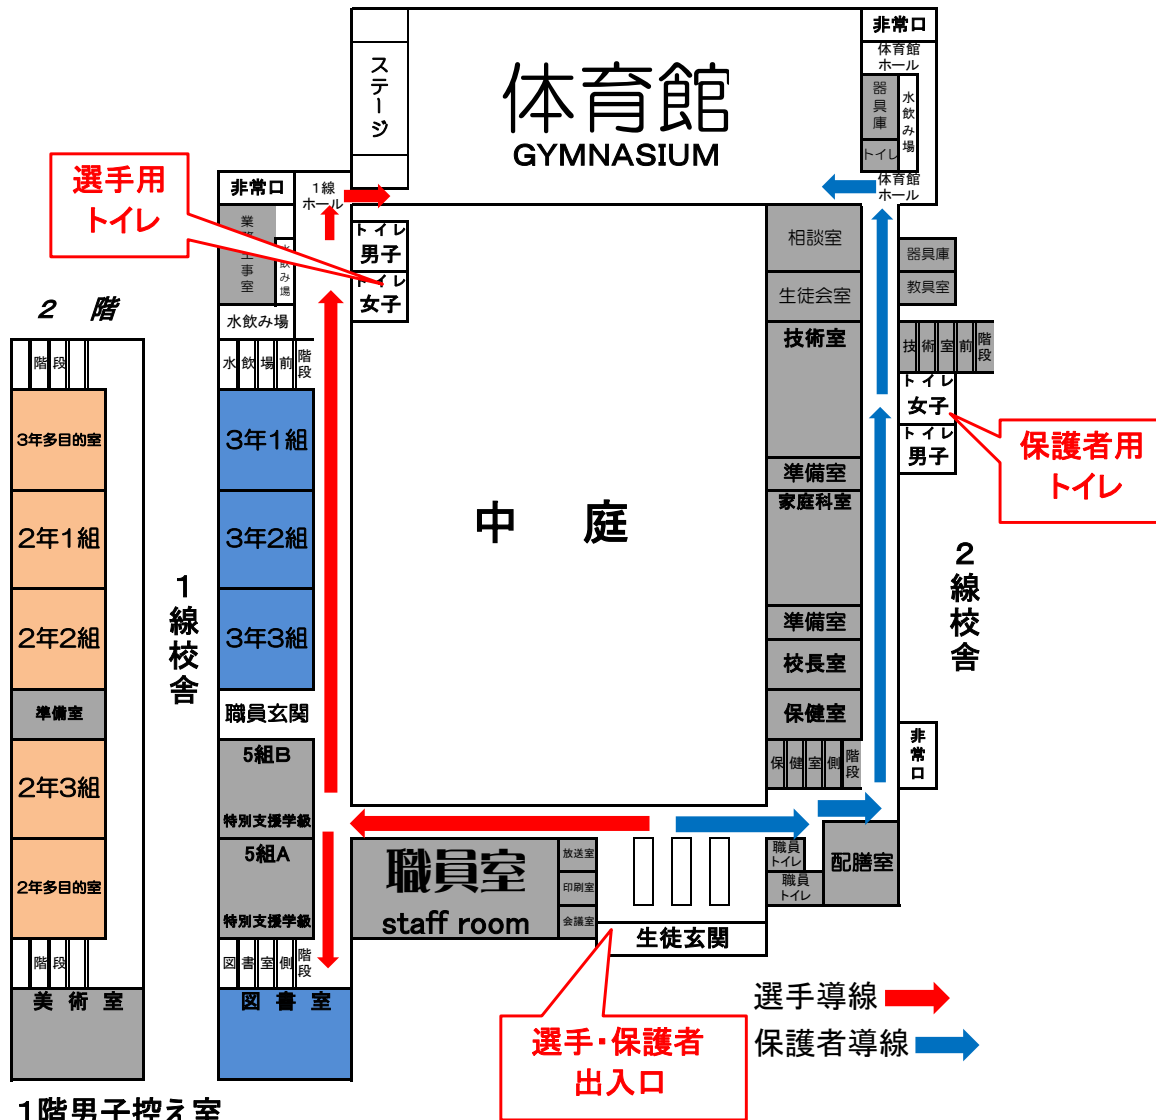 非常口
体育館
ホール
ステージ
体育館
GYMNASIUM
器具庫
水飲み場
トイレ
体育館
ホール
選手用
トイレ
非常口
1線
ホール
水飲み場
トイレ
男子
トイレ
女子
相談室
生徒会室
技術室
準備室
家庭科室
準備室
校長室
保健室
保健室側階段
器具庫
教具室
技術室前階段
トイレ
女子
トイレ
男子
保護者用
トイレ
2階
階段
3年多目的室
2年1組
2年2組
準備室
2年3組
2年多目的室
階段
美術室
1線校舎
水飲場前階段
3年1組
3年2組
3年3組
職員玄関
5組B
特別支援学級
5組A
特別支援学級
図書室側階段
図書室
中庭
2線校舎
非常口
職員室
staff room
放送室
印刷室
会議室
生徒玄関
職員
トイレ
職員
トイレ
配膳室
選手・保護者
出入口
選手導線
保護者導線
1階男子控え室